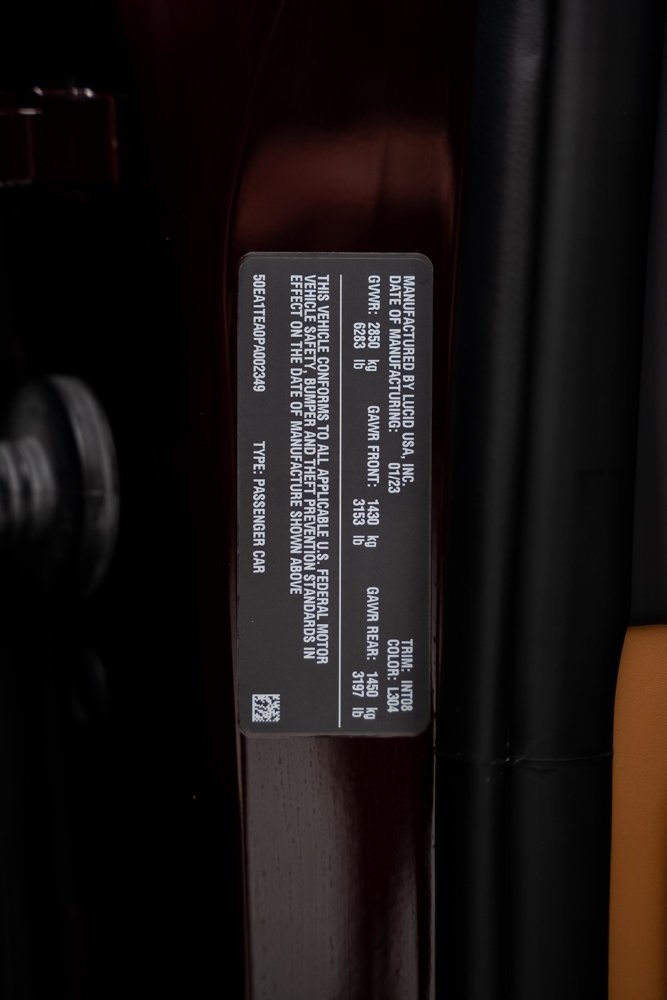 MANUFACTURED BY LUCID USA, INC. TRIM: INT08
DATE OF MANUFACTURING: 01/23 COLOR: L304
GVWR: 2850 kg GAWR FRONT: 1430 kg GAWR REAR: 1450 kg
6283 lb 3153 lb 3197 lb
THIS VEHICLE CONFORMS TO ALL APPLICABLE U.S. FEDERAL MOTOR
VEHICLE SAFETY, BUMPER AND THEFT PREVENTION STANDARDS IN
EFFECT ON THE DATE OF MANUFACTURE SHOWN ABOVE
50EA1TEA0PA002349 TYPE: PASSENGER CAR